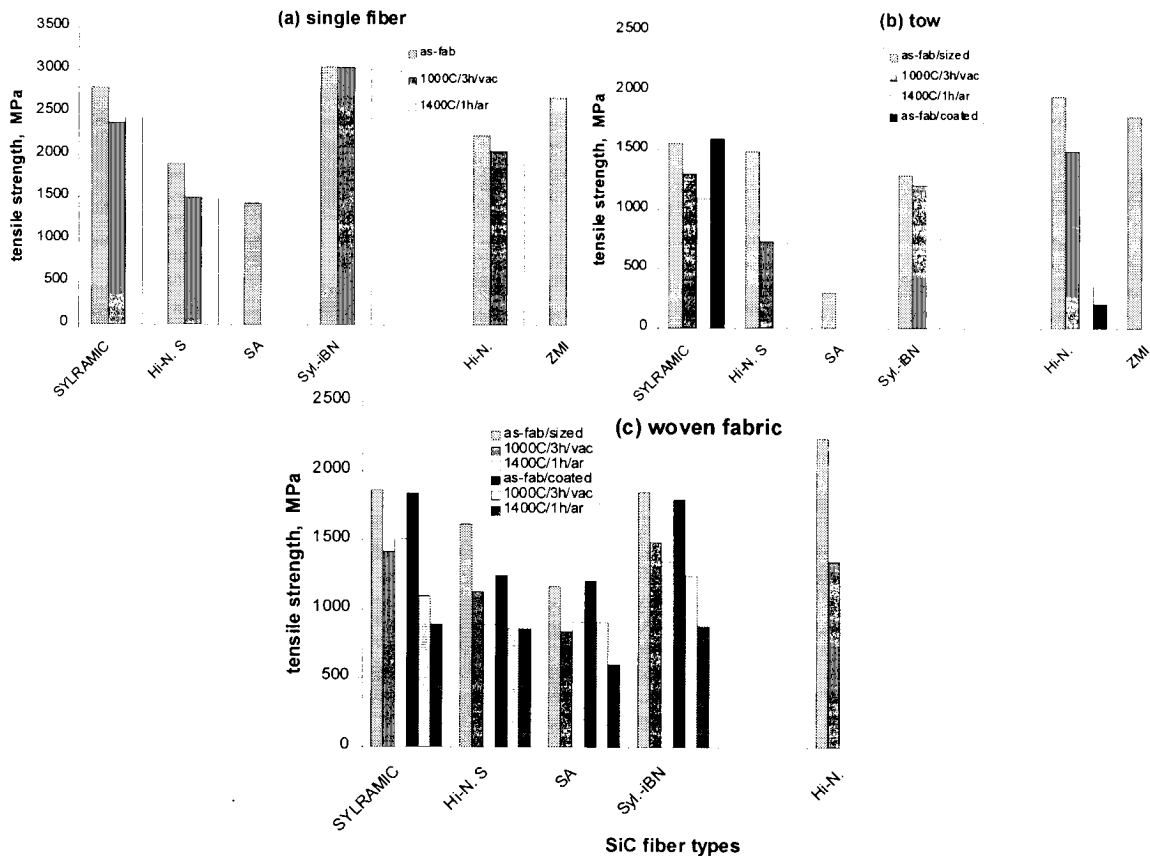 (a) single fiber
tensile strength, MPa
3500
3000
2500
2000
1500
1000
500
0
as-fab
1000C/3h/vac
1400C/1h/ar
SYLRAMIC
Hi-N. S
SA
Syl.-iBN
Hi-N.
ZMI
(b) tow
tensile strength, MPa
2500
2000
1500
1000
500
0
as-fab/sized
1000C/3h/vac
1400C/1h/ar
as-fab/coated
SYLRAMIC
Hi-N. S
SA
Syl.-iBN
Hi-N.
ZMI
(c) woven fabric
tensile strength, MPa
2500
2000
1500
1000
500
0
as-fab/sized
1000C/3h/vac
1400C/1h/ar
as-fab/coated
1000C/3h/vac
1400C/1h/ar
SYLRAMIC
Hi-N. S
SA
Syl.-iBN
Hi-N.
SiC fiber types